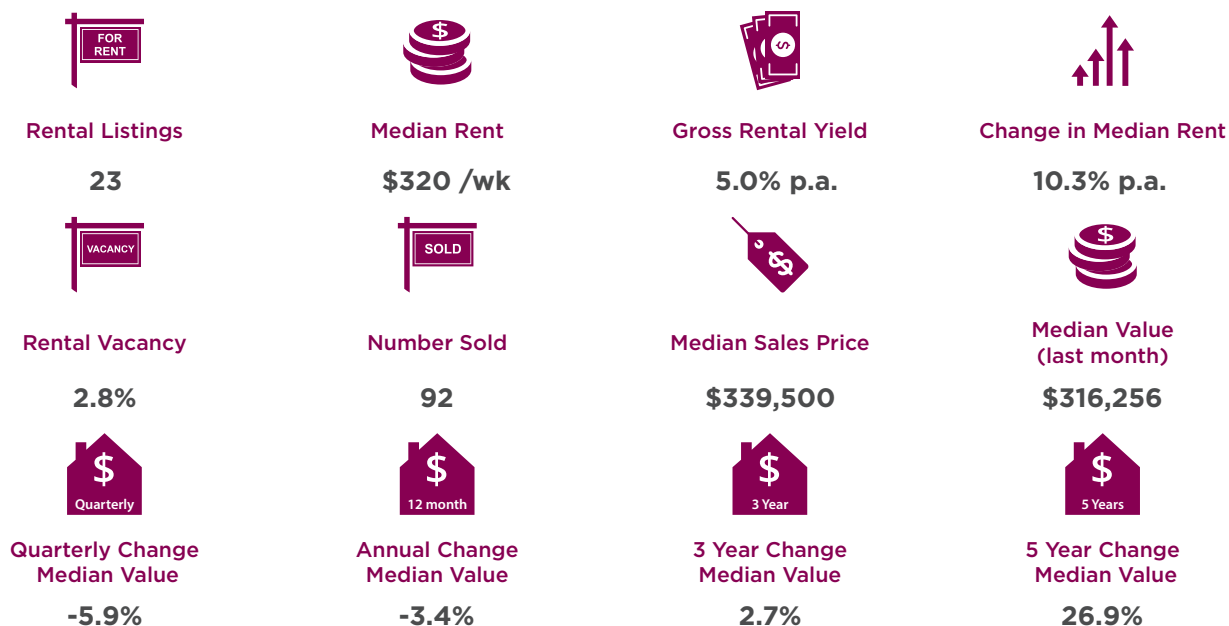 FOR
RENT
$
$
Rental Listings
Median Rent
Gross Rental Yield
Change in Median Rent
23
$320 /wk
5.0% p.a.
10.3% p.a.
VACANCY
SOLD
$
$
Rental Vacancy
Number Sold
Median Sales Price
Median Value
(last month)
2.8%
92
$339,500
$316,256
$
Quarterly
$
12 month
$
3 Year
$
5 Years
Quarterly Change
Median Value
Annual Change
Median Value
3 Year Change
Median Value
5 Year Change
Median Value
-5.9%
-3.4%
2.7%
26.9%